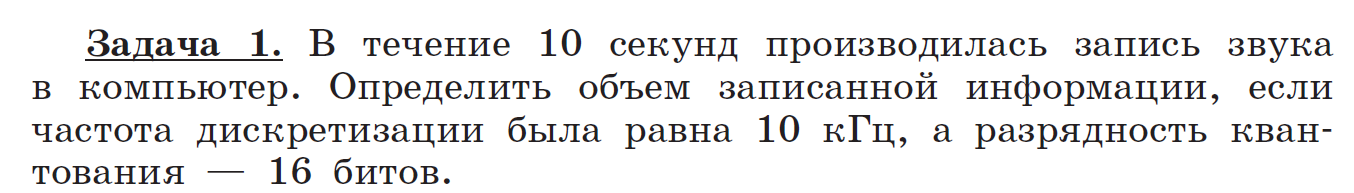 Задача 1. В течение 10 секунд производилась запись звука
в компьютер. Определить объем записанной информации, если
частота дискретизации была равна 10 кГц, а разрядность кван-
тования — 16 битов.